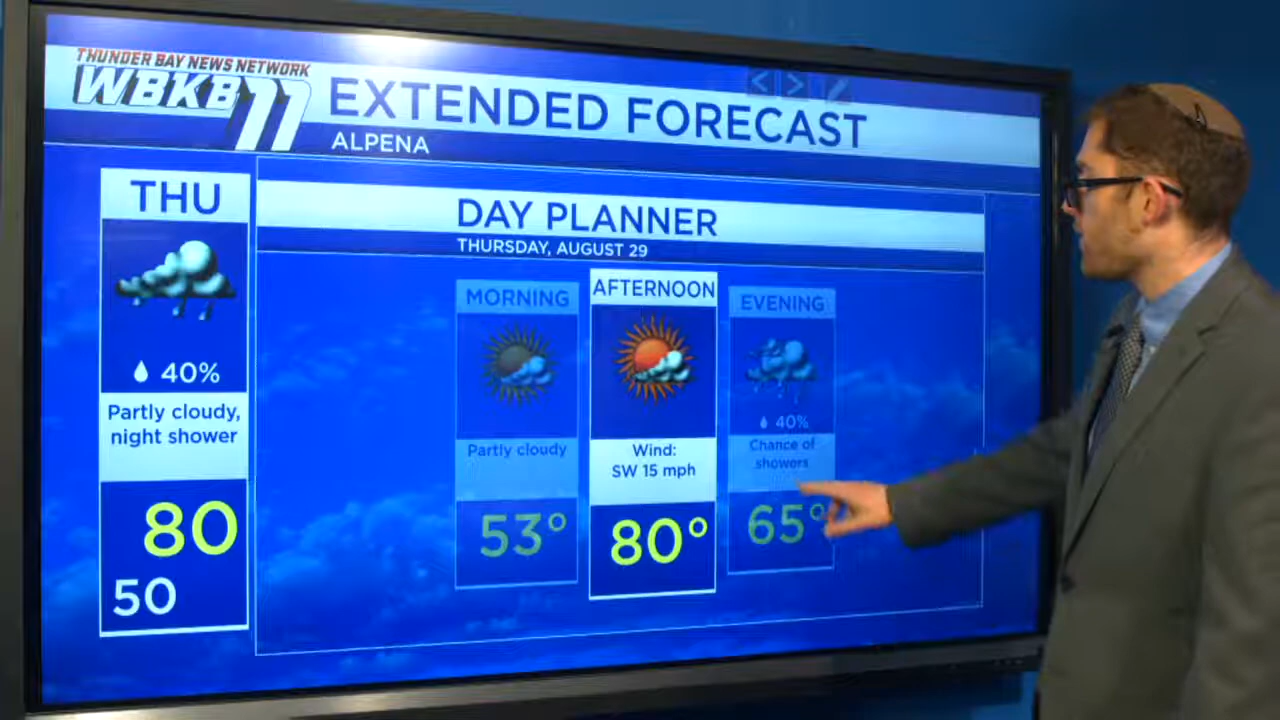 THUNDER BAY NEWS NETWORK
WBKB 11
EXTENDED FORECAST
ALPENA
THU
40%
Partly cloudy,
night shower
80
50
DAY PLANNER
THURSDAY, AUGUST 29
MORNING
Partly cloudy
53°
AFTERNOON
Wind:
SW 15 mph
80°
EVENING
40%
Chance of
showers
65°